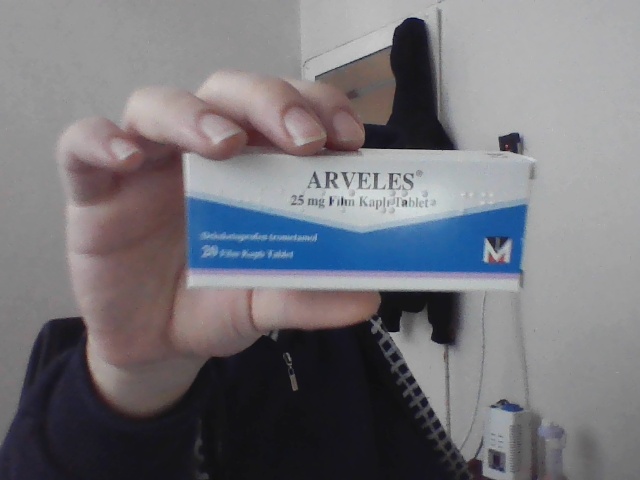 ARVELES®
25 mg Film Kaplı Tablet
Deksketoprofen trometamol
20 Film Kaplı Tablet
M